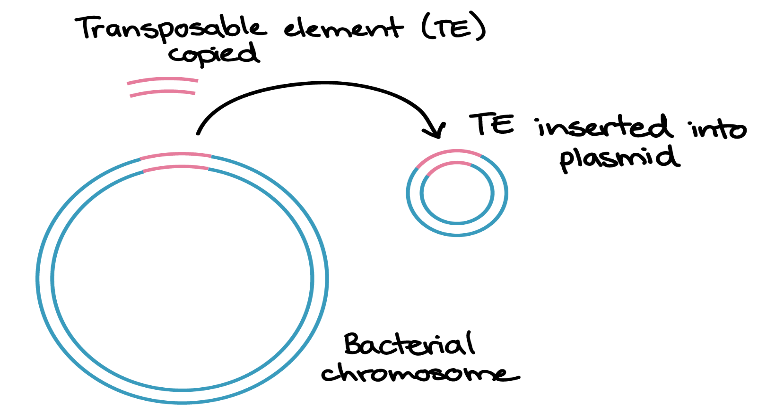 Transposable element (TE)
copied
TE inserted into
plasmid
Bacterial
chromosome